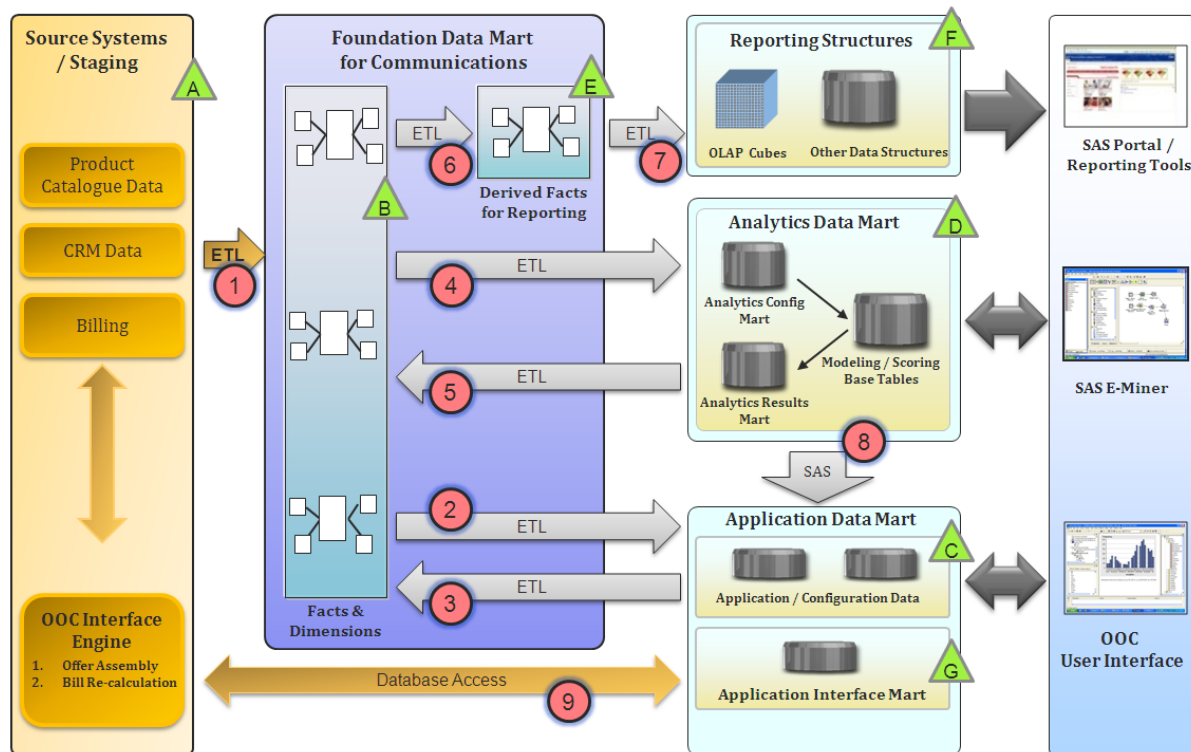 Source Systems
/ Staging
A
Product
Catalogue Data
CRM Data
Billing
OOC Interface
Engine
1. Offer Assembly
2. Bill Re-calculation
ETL
1
Foundation Data Mart
for Communications
B
Facts &
Dimensions
ETL
6
E
Derived Facts
for Reporting
ETL
7
ETL
4
ETL
5
ETL
2
ETL
3
Database Access
9
Reporting Structures
F
OLAP Cubes
Other Data Structures
Analytics Data Mart
D
Analytics Config
Mart
Modeling / Scoring
Base Tables
Analytics Results
Mart
8
SAS
Application Data Mart
C
Application / Configuration Data
G
Application Interface Mart
SAS Portal /
Reporting Tools
SAS E-Miner
OOC
User Interface